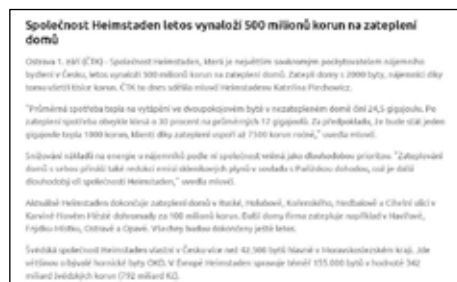 Společnost Heimstaden letos vynaloží 500 milionů korun na zateplení
domů
Ostrava 1. září (ČTK) - Společnost Heimstaden, která je největším soukromým poskytovatelem nájemního
bydlení v Česku, letos vynaloží 500 milionů korun na zateplení domů. Zateplí domy s 2000 byty, nájemníci díky
tomu ušetří tisíce korun. ČTK to dnes sdělila mluvčí Heimstadenu Kateřina Piechowicz.
"Průměrná spotřeba tepla na vytápění ve dvoupokojovém bytě v nezatepleném domě činí 24,5 gigajoulu. Po
zateplení spotřeba obvykle klesá o 30 procent na průměrných 17 gigajoulů. Za předpokladu, že bude stát jeden
gigajoule tepla 1000 korun, klienti díky zateplení uspoří až 7500 korun ročně," uvedla mluvčí.
Snižování nákladů na energie u nájemníků podle ní společnost vnímá jako dlouhodobou prioritu. "Zateplování
domů s sebou přináší také redukci emisí skleníkových plynů v souladu s Pařížskou dohodou, což je další
dlouhodobý cíl společnosti Heimstaden," uvedla mluvčí.
Aktuálně Heimstaden dokončuje zateplení domů v Ruské, Holubově, Kořenského, Nedbalově a Cihelní ulici v
Karviné Novém Městě dohromady za 100 milionů korun. Další domy firma zatepluje například v Havířově,
Frýdku-Místku, Ostravě a Opavě. Všechny budou dokončeny ještě letos.
Švédská společnost Heimstaden vlastní v Česku více než 42.500 bytů hlavně v Moravskoslezském kraji. Jde
většinou o bývalé hornické byty OKD. V Evropě Heimstaden spravuje téměř 155.000 bytů v hodnotě 342
miliard švédských korun (792 miliard Kč).